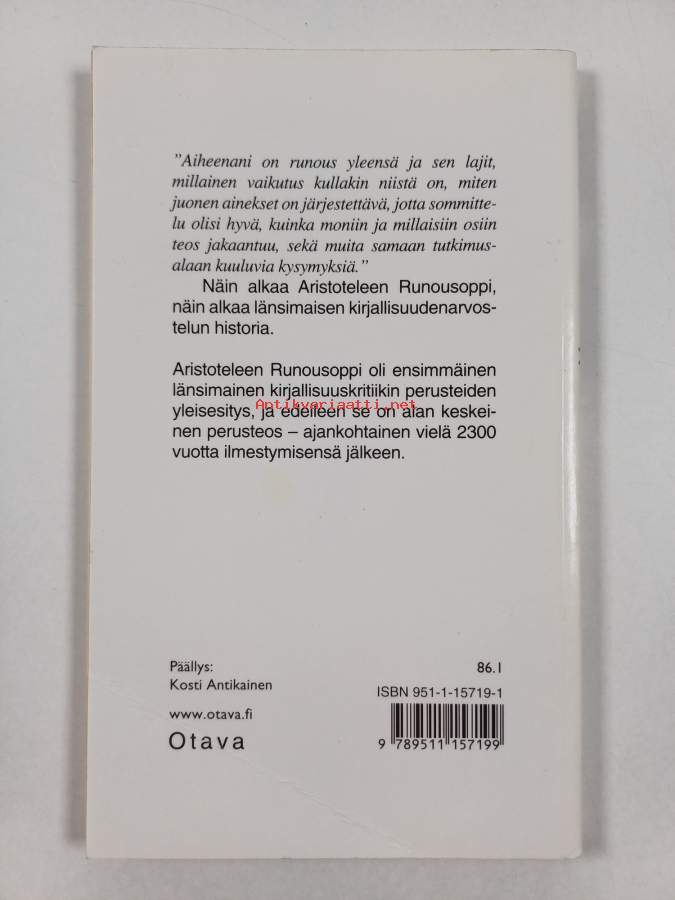 ”Aiheenani on runous yleensä ja sen lajit,
millainen vaikutus kullakin niistä on, miten
juonen ainekset on järjestettävä, jotta sommitte-
lu olisi hyvä, kuinka moniin ja millaisiin osiin
teos jakaantuu, sekä muita samaan tutkimus-
alaan kuuluvia kysymyksiä.”
Näin alkaa Aristoteleen Runousoppi,
näin alkaa länsimaisen kirjallisuudenarvos-
telun historia.
Aristoteleen Runousoppi oli ensimmäinen
länsimainen kirjallisuuskritiikin perusteiden
Antikvariaatti.net
yleisesitys, ja edelleen se on alan keskei-
nen perusteos – ajankohtainen vielä 2300
vuotta ilmestymisensä jälkeen.
Päällys:
Kosti Antikainen
www.otava.fi
Otava
86.1
ISBN 951-1-15719-1
9 789511 157199